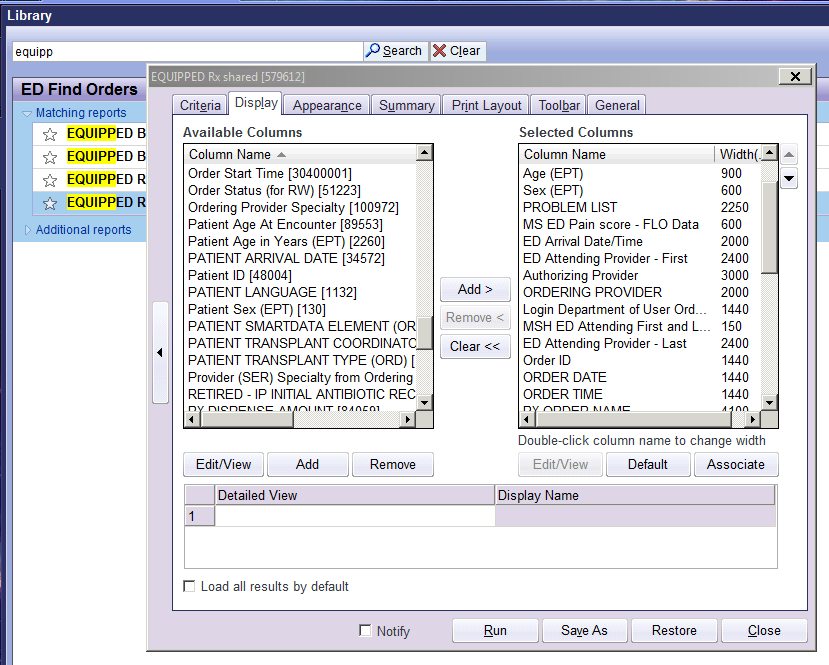 Library
equipp
Search
Clear
ED Find Orders
Matching reports
EQUIPPED B
EQUIPPED B
EQUIPPED R
EQUIPPED R
Additional reports
EQUIPPED Rx shared [579612]
Criteria
Display
Appearance
Summary
Print Layout
Toolbar
General
Available Columns
Column Name
Order Start Time [30400001]
Order Status (for RW) [51223]
Ordering Provider Specialty [100972]
Patient Age At Encounter [89553]
Patient Age in Years (EPT) [2260]
PATIENT ARRIVAL DATE [34572]
Patient ID [48004]
PATIENT LANGUAGE [1132]
Patient Sex (EPT) [130]
PATIENT SMARTDATA ELEMENT (OR
PATIENT TRANSPLANT COORDINATO
PATIENT TRANSPLANT TYPE (ORD) [
Provider (SER) Specialty from Ordering
RETIRED - IP INITIAL ANTIBIOTIC REC
RX DISPENSE AMOUNT [84059]
Add >
Remove <
Clear <<
Selected Columns
Column Name Width(.
Age (EPT) 900
Sex (EPT) 600
PROBLEM LIST 2250
MS ED Pain score - FLO Data 600
ED Arrival Date/Time 2000
ED Attending Provider - First 2400
Authorizing Provider 3000
ORDERING PROVIDER 2000
Login Department of User Ord... 1440
MSH ED Attending First and L... 150
ED Attending Provider - Last 2400
Order ID 1440
ORDER DATE 1440
ORDER TIME 1440
RX ORDER NAME 4100
Double-click column name to change width
Edit/View
Add
Remove
Edit/View
Default
Associate
Detailed View
Display Name
1
Load all results by default
Notify
Run
Save As
Restore
Close